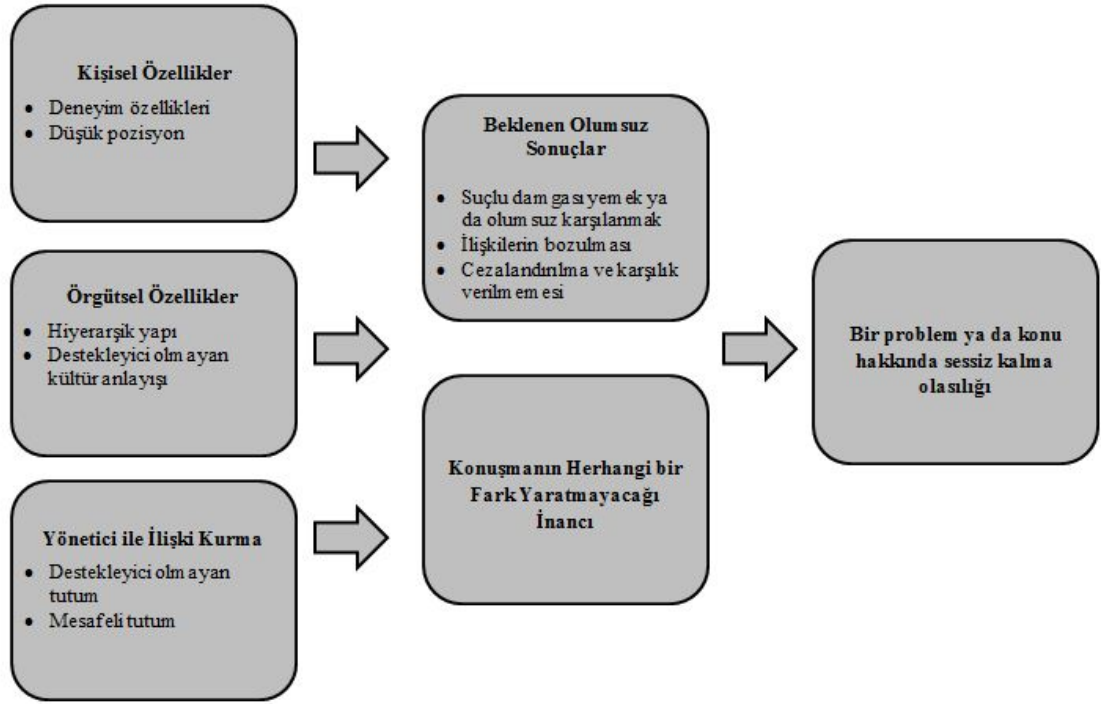 Kişisel Özellikler
• Deneyim özellikleri
• Düşük pozisyon
Örgütsel Özellikler
• Hiyerarşik yapı
• Destekleyici olmayan
kültür anlayışı
Yönetici ile İlişki Kurma
• Destekleyici olmayan
tutum
• Mesafeli tutum
Beklenen Olumsuz
Sonuçlar
• Suçlu damgası yemek ya
da olumsuz karşılanmak
• İlişkilerin bozulması
• Cezalandırılma ve karşılık
verilmemesi
Konuşmanın Herhangi bir
Fark Yaratmayacağı
İnancı
Bir problem ya da konu
hakkında sessiz kalma
olasılığı